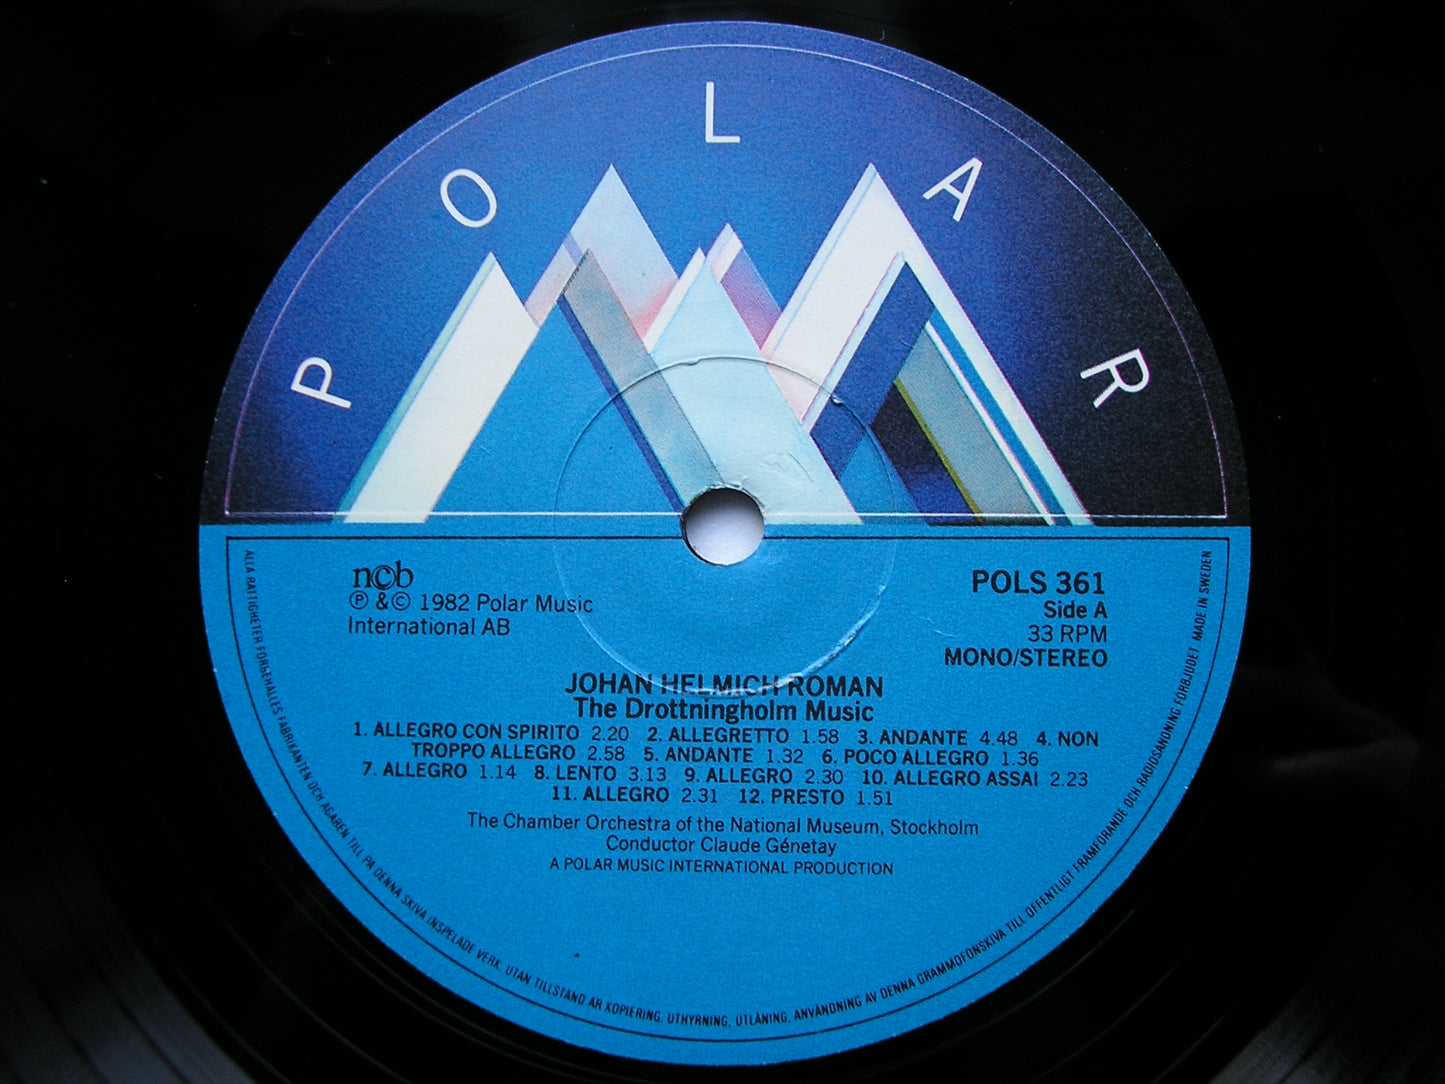 POLAR
ncb
Ⓟ &© 1982 Polar Music
International AB
POLS 361
Side A
33 RPM
MONO/STEREO
JOHAN HELMICH ROMAN
The Drottningholm Music
1. ALLEGRO CON SPIRITO 2.20 2. ALLEGRETTO 1.58 3. ANDANTE 4.48 4. NON
TROPPO ALLEGRO 2.58 5. ANDANTE 1.32 6. POCO ALLEGRO 1.36
7. ALLEGRO 1.14 8. LENTO 3.13 9. ALLEGRO 2.30 10. ALLEGRO ASSAI 2.23
11. ALLEGRO 2.31 12. PRESTO 1.51
The Chamber Orchestra of the National Museum, Stockholm
Conductor Claude Génetay
A POLAR MUSIC INTERNATIONAL PRODUCTION
ALLA RÄTTIGHETER FÖRBEHALLES FABRIKANTEN OCH ÄGAREN TILL PÅ DENNA SKIVA INSPELADE VERK. UTAN TILLSTÅND ÄR KOPIERING, UTHYRNING, UTLÅNING, ANVÄNDNING AV DENNA GRAMMOFONSKIVA TILL OFFENTLIGT FRAMFÖRANDE OCH RADIOSÄNDNING FÖRBJUDET MADE IN SWEDEN